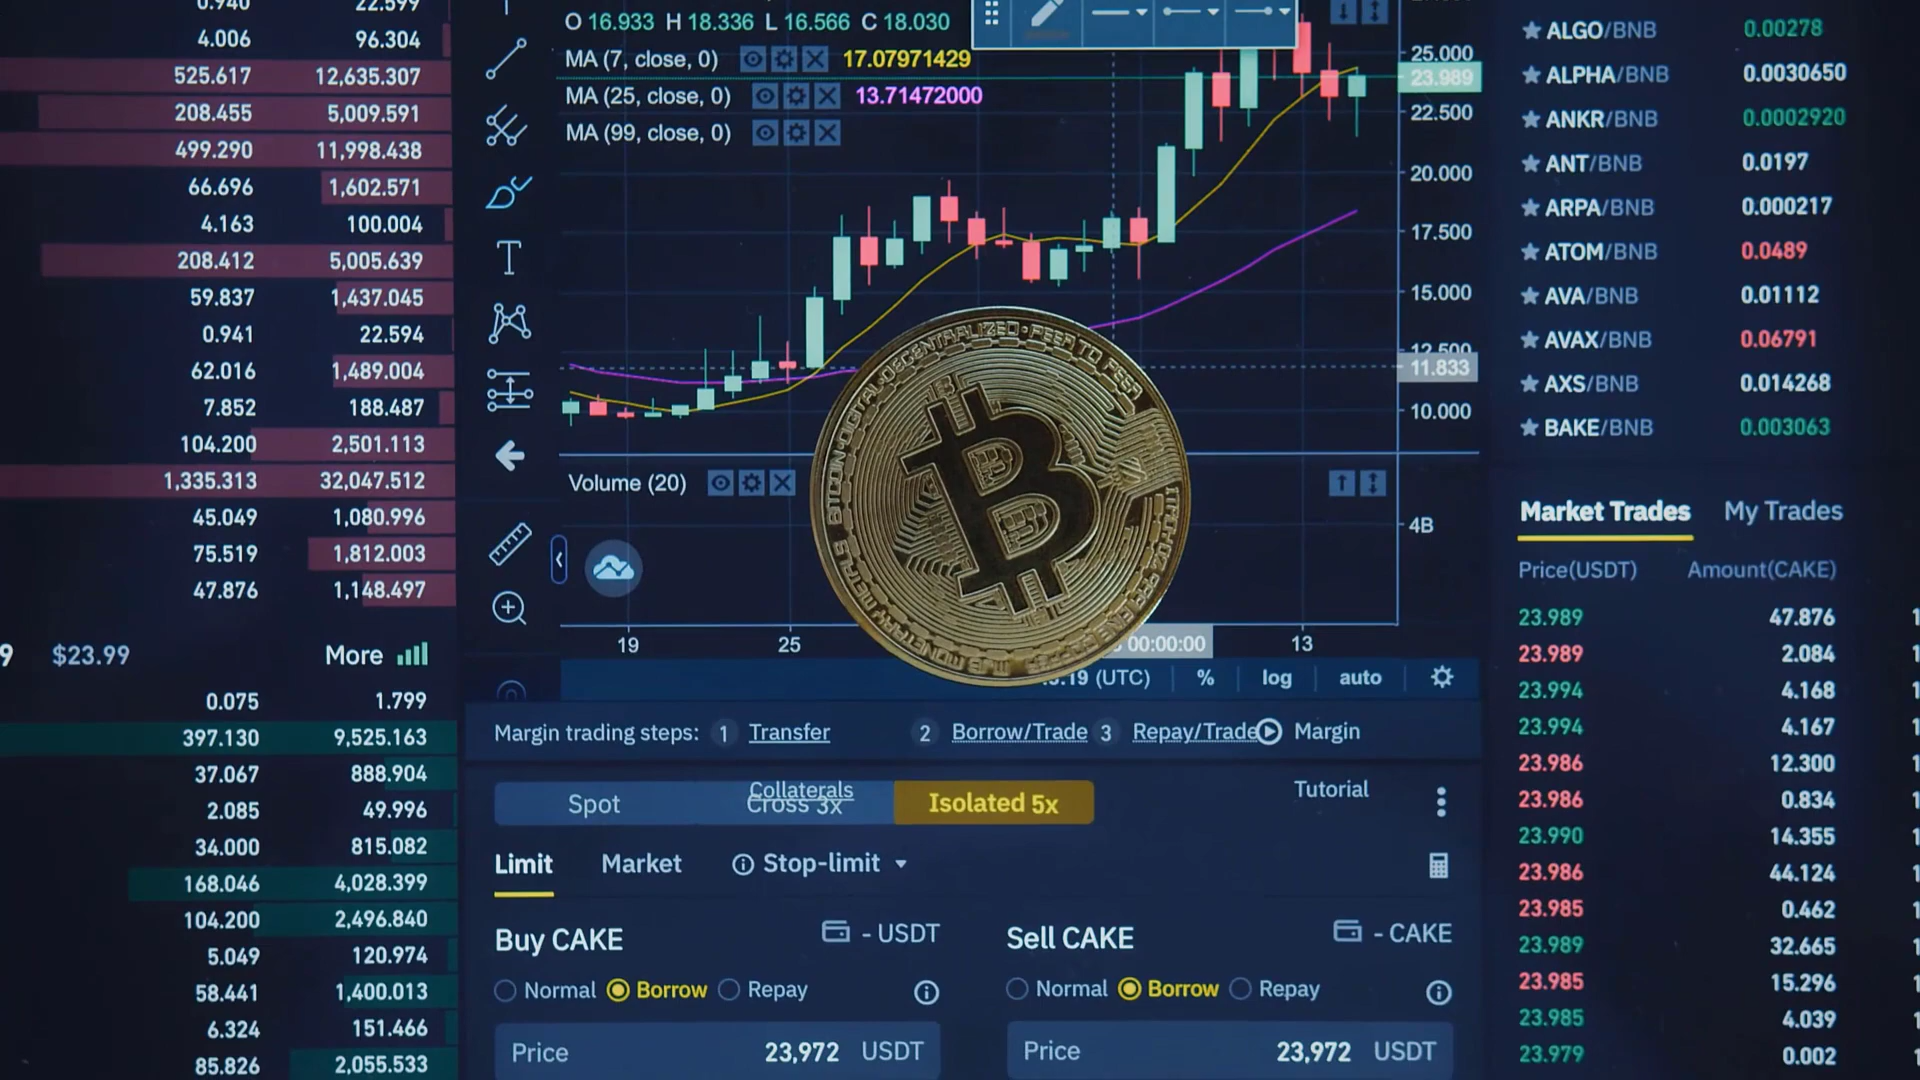 0.940 22.599
4.006 96.304
525.617 12,635.307
208.455 5,009.591
499.290 11,998.438
66.696 1,602.571
4.163 100.004
208.412 5,005.639
59.837 1,437.045
0.941 22.594
62.016 1,489.004
7.852 188.487
104.200 2,501.113
1,335.313 32,047.512
45.049 1,080.996
75.519 1,812.003
47.876 1,148.497
9 $23.99 More
0.075 1.799
397.130 9,525.163
37.067 888.904
2.085 49.996
34.000 815.082
168.046 4,028.399
104.200 2,496.840
5.049 120.974
58.441 1,400.013
6.324 151.466
85.826 2,055.533
O 16.933 H 18.336 L 16.566 C 18.030
MA (7, close, 0) 17.07971429
MA (25, close, 0) 13.71472000
MA (99, close, 0)
25.000
23.989
22.500
20.000
17.500
15.000
12.500
11.833
10.000
Volume (20)
4B
19 25 00:00:00 13
(UTC) % log auto
BITCOIN DIGITAL DECENTRALIZED PEER TO PEER
B
Margin trading steps: 1 Transfer 2 Borrow/Trade 3 Repay/Trade Margin
Collaterals Tutorial
Spot Cross 3x Isolated 5x
Limit Market Stop-limit
Buy CAKE - USDT
Normal Borrow Repay
Price 23,972 USDT
Sell CAKE - CAKE
Normal Borrow Repay
Price 23,972 USDT
ALGO/BNB 0.00278
ALPHA/BNB 0.0030650
ANKR/BNB 0.0002920
ANT/BNB 0.0197
ARPA/BNB 0.000217
ATOM/BNB 0.0489
AVA/BNB 0.01112
AVAX/BNB 0.06791
AXS/BNB 0.014268
BAKE/BNB 0.003063
Market Trades My Trades
Price(USDT) Amount(CAKE)
23.989 47.876
23.989 2.084
23.994 4.168
23.994 4.167
23.986 12.300
23.986 0.834
23.990 14.355
23.986 44.124
23.985 0.462
23.989 32.665
23.985 15.296
23.985 4.039
23.979 0.002